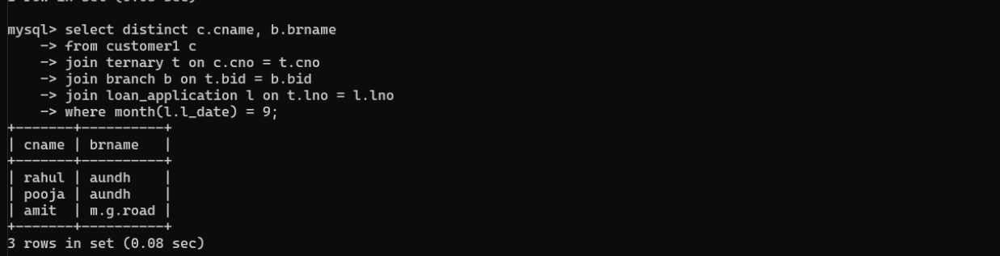 1 row in set (0.08 sec)
mysql> select distinct c.cname, b.brname
    -> from customer1 c
    -> join ternary t on c.cno = t.cno
    -> join branch b on t.bid = b.bid
    -> join loan_application l on t.lno = l.lno
    -> where month(l.l_date) = 9;
+-------+----------+
| cname | brname   |
+-------+----------+
| rahul | aundh    |
| pooja | aundh    |
| amit  | m.g.road |
+-------+----------+
3 rows in set (0.08 sec)